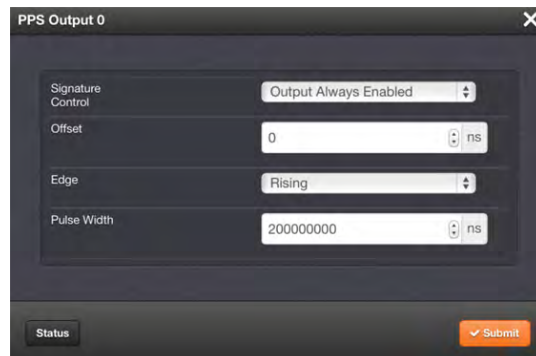 PPS Output 0
Signature
Control
Output Always Enabled
Offset
0
ns
Edge
Rising
Pulse Width
200000000
ns
Status
Submit